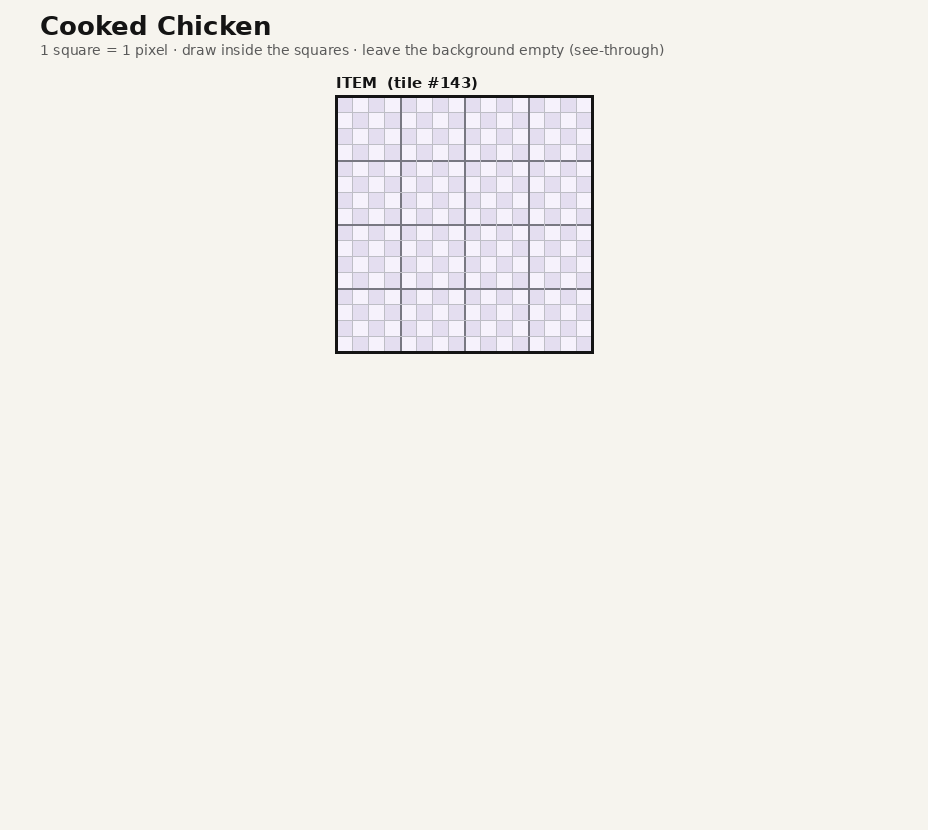 Cooked Chicken
1 square = 1 pixel · draw inside the squares · leave the background empty (see-through)
ITEM (tile #143)